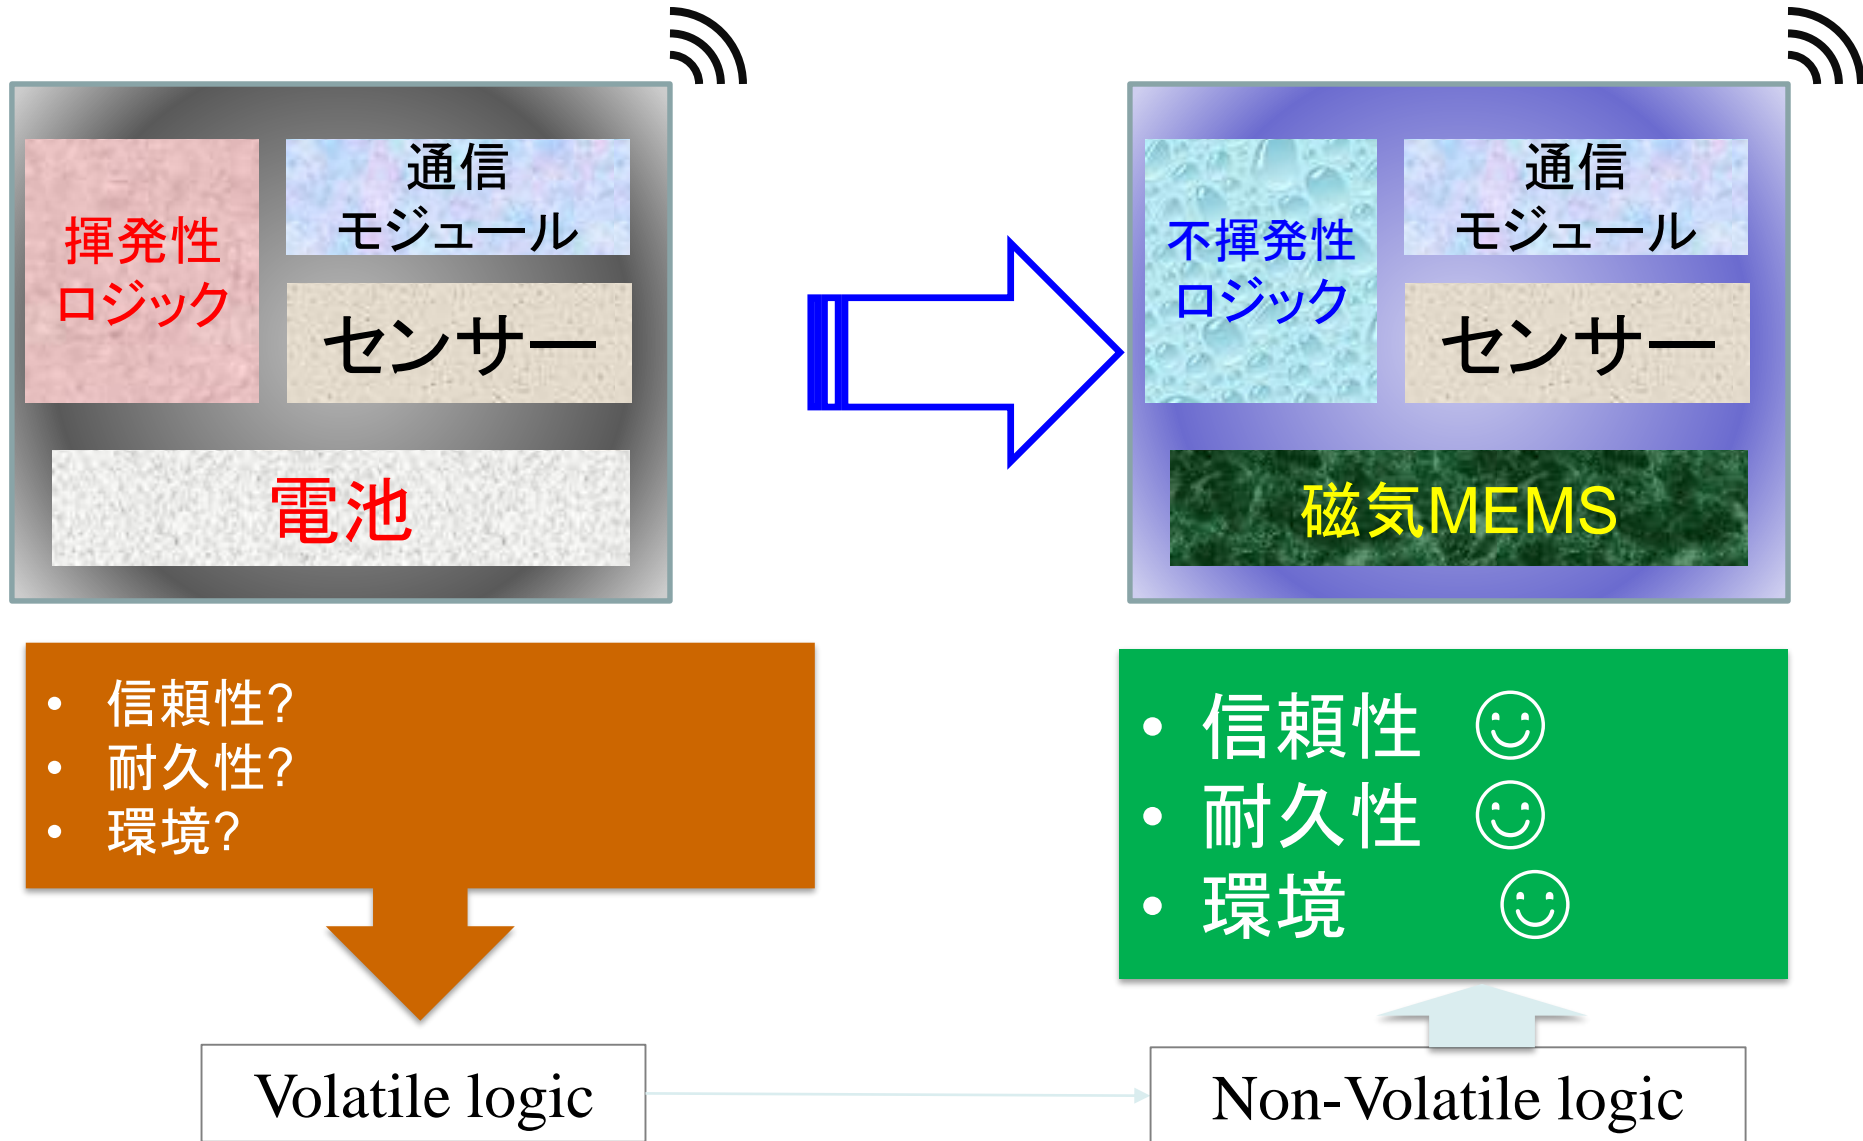 揮発性
ロジック
通信
モジュール
センサー
電池
不揮発性
ロジック
通信
モジュール
センサー
磁気MEMS
• 信頼性?
• 耐久性?
• 環境?
• 信頼性 ☺
• 耐久性 ☺
• 環境 ☺
Volatile logic
Non-Volatile logic